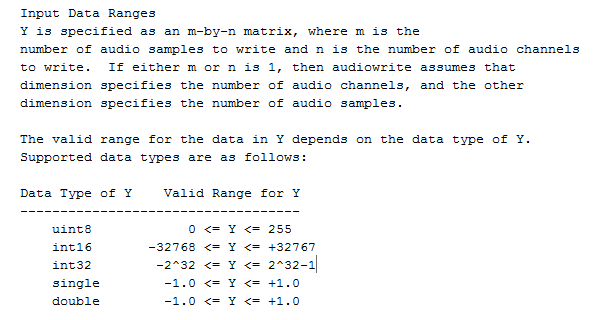 Input Data Ranges
Y is specified as an m-by-n matrix, where m is the
number of audio samples to write and n is the number of audio channels
to write.  If either m or n is 1, then audiowrite assumes that
dimension specifies the number of audio channels, and the other
dimension specifies the number of audio samples.
The valid range for the data in Y depends on the data type of Y.
Supported data types are as follows:
Data Type of Y    Valid Range for Y
-----------------------------------
uint8    0 <= Y <= 255
int16    -32768 <= Y <= +32767
int32    -2^32 <= Y <= 2^32-1
single    -1.0 <= Y <= +1.0
double    -1.0 <= Y <= +1.0